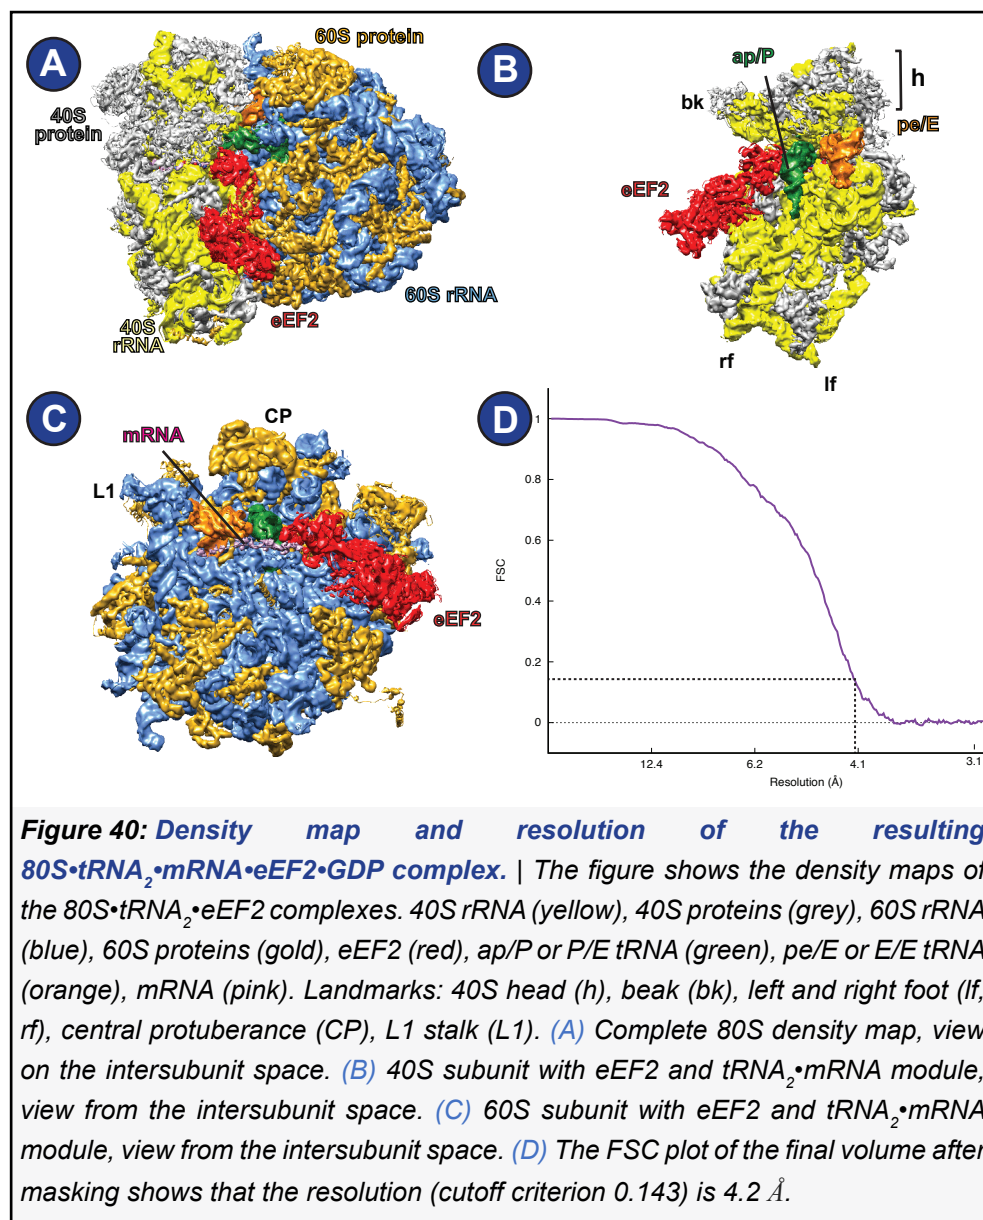 A
60S protein
40S
protein
eEF2
60S rRNA
40S
rRNA
B
ap/P
h
bk
pe/E
eEF2
rf
lf
C
CP
mRNA
L1
eEF2
D
1
0.8
0.6
0.4
0.2
0
FSC
12.4 6.2 4.1 3.1
Resolution (Å)
Figure 40: Density map and resolution of the resulting
80S•tRNA₂•mRNA•eEF2•GDP complex. | The figure shows the density maps of
the 80S•tRNA₂•eEF2 complexes. 40S rRNA (yellow), 40S proteins (grey), 60S rRNA
(blue), 60S proteins (gold), eEF2 (red), ap/P or P/E tRNA (green), pe/E or E/E tRNA
(orange), mRNA (pink). Landmarks: 40S head (h), beak (bk), left and right foot (lf,
rf), central protuberance (CP), L1 stalk (L1). (A) Complete 80S density map, view
on the intersubunit space. (B) 40S subunit with eEF2 and tRNA₂•mRNA module,
view from the intersubunit space. (C) 60S subunit with eEF2 and tRNA₂•mRNA
module, view from the intersubunit space. (D) The FSC plot of the final volume after
masking shows that the resolution (cutoff criterion 0.143) is 4.2 Å.